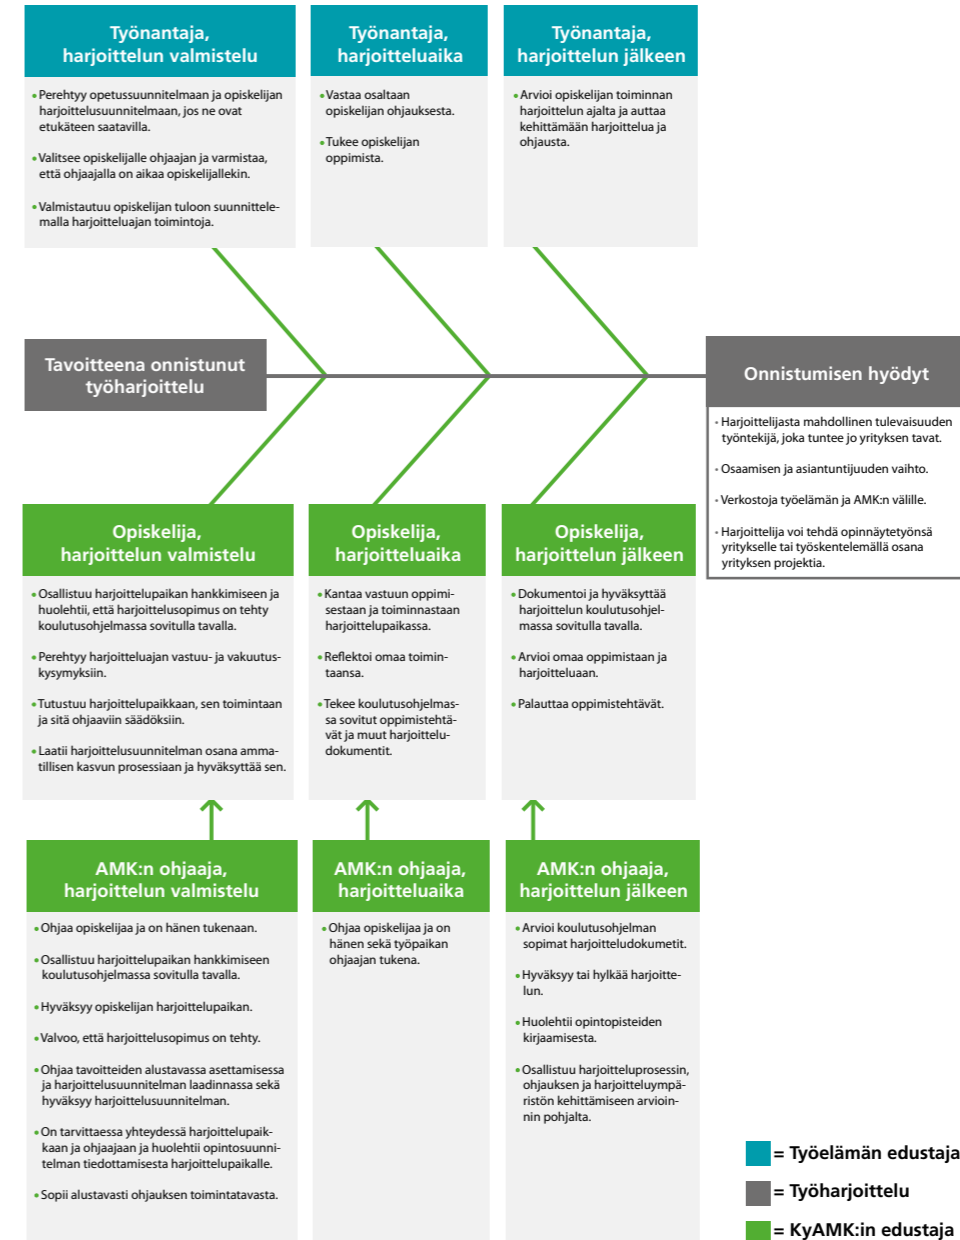 Työnantaja,
harjoittelun valmistelu
• Perehtyy opetussuunnitelmaan ja opiskelijan
harjoittelusuunnitelmaan, jos ne ovat
etukäteen saatavilla.
• Valitsee opiskelijalle ohjaajan ja varmistaa,
että ohjaajalla on aikaa opiskelijallekin.
• Valmistautuu opiskelijan tuloon suunnittele-
malla harjoitteluajan toimintoja.
Työnantaja,
harjoitteluaika
• Vastaa osaltaan
opiskelijan ohjauksesta.
• Tukee opiskelijan
oppimista.
Työnantaja,
harjoittelun jälkeen
• Arvioi opiskelijan toiminnan
harjoittelun ajalta ja auttaa
kehittämään harjoittelua ja
ohjausta.
Tavoitteena onnistunut
työharjoittelu
Onnistumisen hyödyt
• Harjoittelijasta mahdollinen tulevaisuuden
työntekijä, joka tuntee jo yrityksen tavat.
• Osaamisen ja asiantuntijuuden vaihto.
• Verkostoja työelämän ja AMK:n välille.
• Harjoittelija voi tehdä opinnäytetyönsä
yritykselle tai työskentelemällä osana
yrityksen projektia.
Opiskelija,
harjoittelun valmistelu
• Osallistuu harjoittelupaikan hankkimiseen ja
huolehtii, että harjoittelusopimus on tehty
koulutusohjelmassa sovitulla tavalla.
• Perehtyy harjoitteluajan vastuu- ja vakuutus-
kysymyksiin.
• Tutustuu harjoittelupaikkaan, sen toimintaan
ja sitä ohjaaviin säädöksiin.
• Laatii harjoittelusuunnitelman osana amma-
tillisen kasvun prosessiaan ja hyväksyttää sen.
Opiskelija,
harjoitteluaika
• Kantaa vastuun oppimi-
sestaan ja toiminnastaan
harjoittelupaikassa.
• Reflektoi omaa toimin-
taansa.
• Tekee koulutusohjelmas-
sa sovitut oppimistehtä-
vät ja muut harjoittelu-
dokumentit.
Opiskelija,
harjoittelun jälkeen
• Dokumentoi ja hyväksyttää
harjoittelun koulutusohjel-
massa sovitulla tavalla.
• Arvioi omaa oppimistaan ja
harjoitteluaan.
• Palauttaa oppimistehtävät.
AMK:n ohjaaja,
harjoittelun valmistelu
• Ohjaa opiskelijaa ja on hänen tukenaan.
• Osallistuu harjoittelupaikan hankkimiseen
koulutusohjelmassa sovitulla tavalla.
• Hyväksyy opiskelijan harjoittelupaikan.
• Valvoo, että harjoittelusopimus on tehty.
• Ohjaa tavoitteiden alustavassa asettamisessa
ja harjoittelusuunnitelman laadinnassa sekä
hyväksyy harjoittelusuunnitelman.
• On tarvittaessa yhteydessä harjoittelupaik-
kaan ja ohjaajaan ja huolehtii opintosuunni-
telman tiedottamisesta harjoittelupaikalle.
• Sopii alustavasti ohjauksen toimintatavasta.
AMK:n ohjaaja,
harjoitteluaika
• Ohjaa opiskelijaa ja on
hänen sekä työpaikan
ohjaajan tukena.
AMK:n ohjaaja,
harjoittelun jälkeen
• Arvioi koulutusohjelman
sopimat harjoitteludokumetit.
• Hyväksyy tai hylkää harjoitte-
lun.
• Huolehtii opintopisteiden
kirjaamisesta.
• Osallistuu harjoitteluprosessin,
ohjauksen ja harjoitteluympä-
ristön kehittämiseen arvioin-
nin pohjalta.
= Työelämän edustaja
= Työharjoittelu
= KyAMK:in edustaja